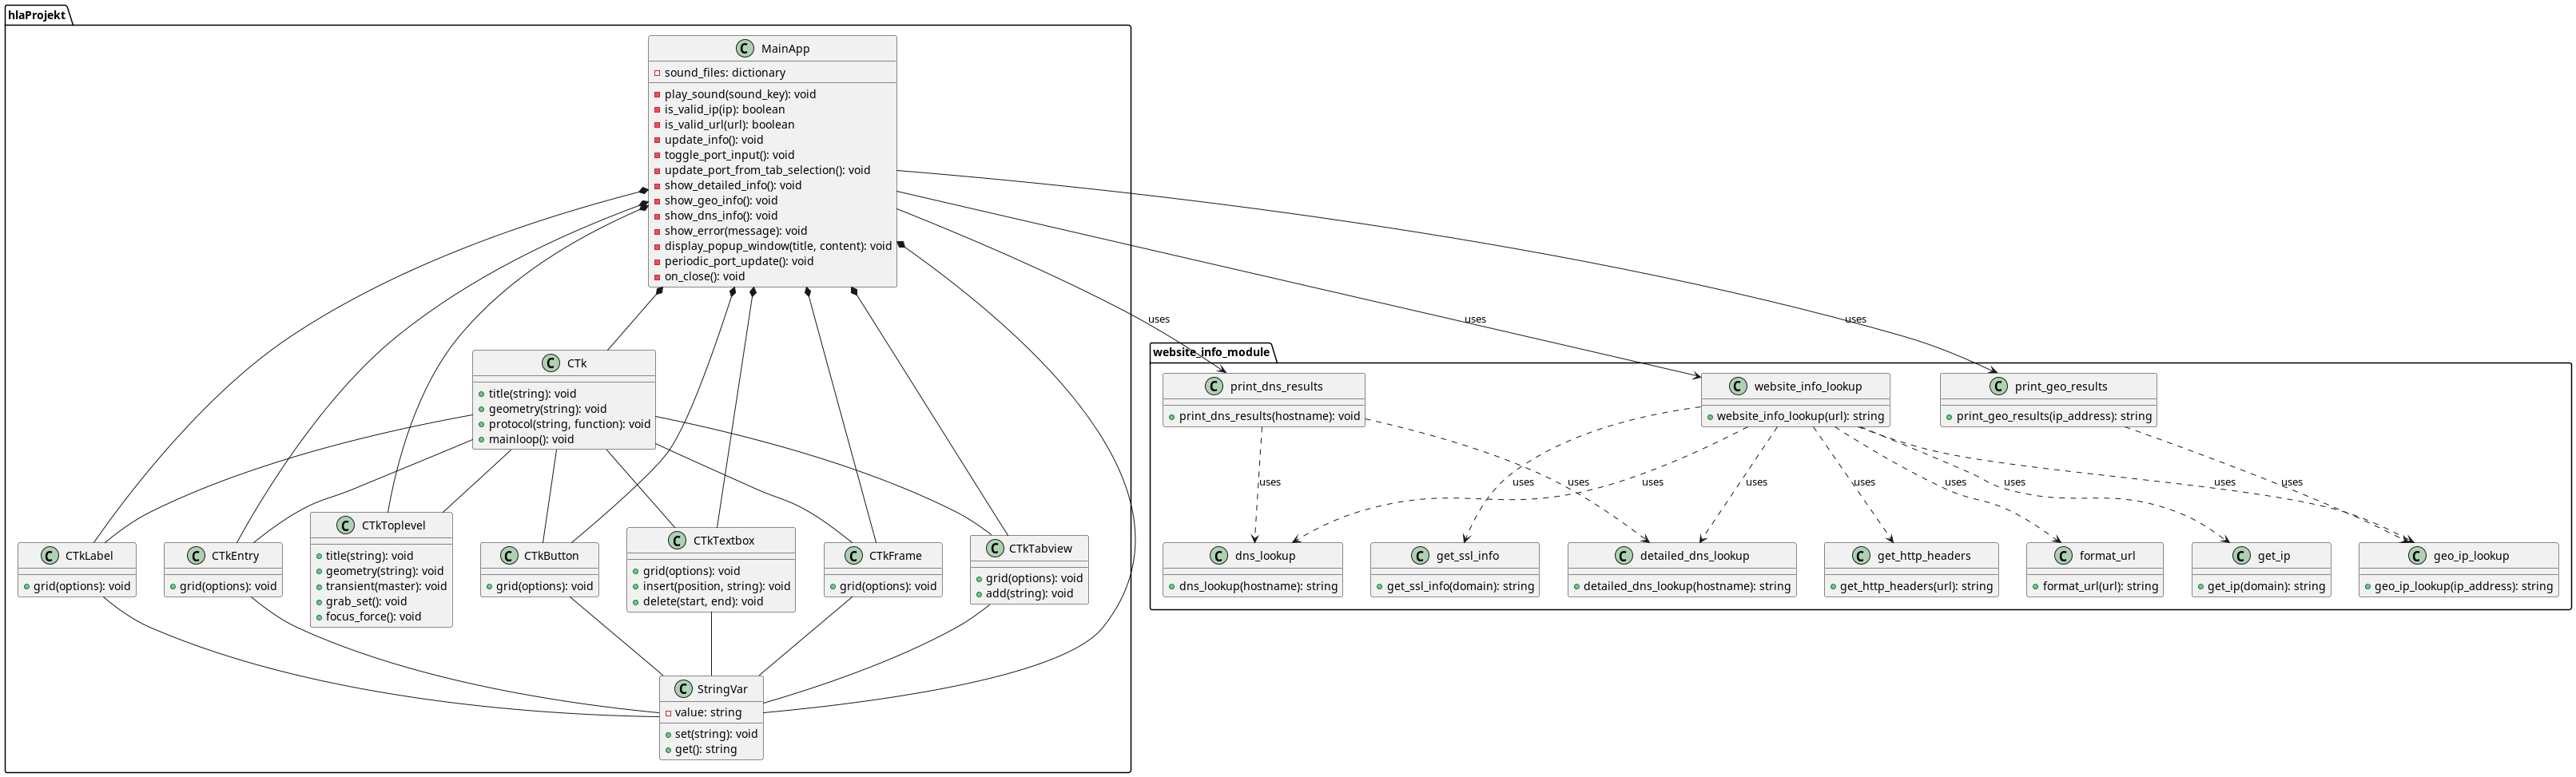 hlaProjekt
C MainApp
sound_files: dictionary
play_sound(sound_key): void
is_valid_ip(ip): boolean
is_valid_url(url): boolean
update_info(): void
toggle_port_input(): void
update_port_from_tab_selection(): void
show_detailed_info(): void
show_geo_info(): void
show_dns_info(): void
show_error(message): void
display_popup_window(title, content): void
periodic_port_update(): void
on_close(): void
uses
uses
uses
C CTk
title(string): void
geometry(string): void
protocol(string, function): void
mainloop(): void
C CTkLabel
grid(options): void
C CTkEntry
grid(options): void
C CTkToplevel
title(string): void
geometry(string): void
transient(master): void
grab_set(): void
focus_force(): void
C CTkButton
grid(options): void
C CTkTextbox
grid(options): void
insert(position, string): void
delete(start, end): void
C CTkFrame
grid(options): void
C CTkTabview
grid(options): void
add(string): void
C StringVar
value: string
set(string): void
get(): string
website_info_module
C print_dns_results
print_dns_results(hostname): void
C website_info_lookup
website_info_lookup(url): string
C print_geo_results
print_geo_results(ip_address): string
uses
uses
uses
uses
uses
uses
uses
uses
uses
uses
C dns_lookup
dns_lookup(hostname): string
C get_ssl_info
get_ssl_info(domain): string
C detailed_dns_lookup
detailed_dns_lookup(hostname): string
C get_http_headers
get_http_headers(url): string
C format_url
format_url(url): string
C get_ip
get_ip(domain): string
C geo_ip_lookup
geo_ip_lookup(ip_address): string